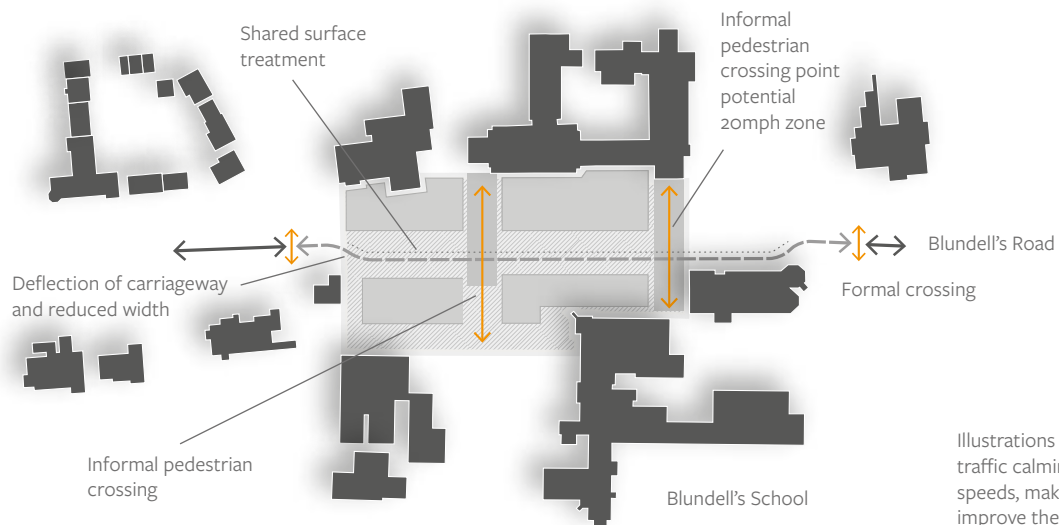 Shared surface
treatment
Informal
pedestrian
crossing point
potential
20mph zone
Blundell's Road
Deflection of carriageway
and reduced width
Formal crossing
Informal pedestrian
crossing
Blundell's School
Illustrations
traffic calmin
speeds, mak
improve the